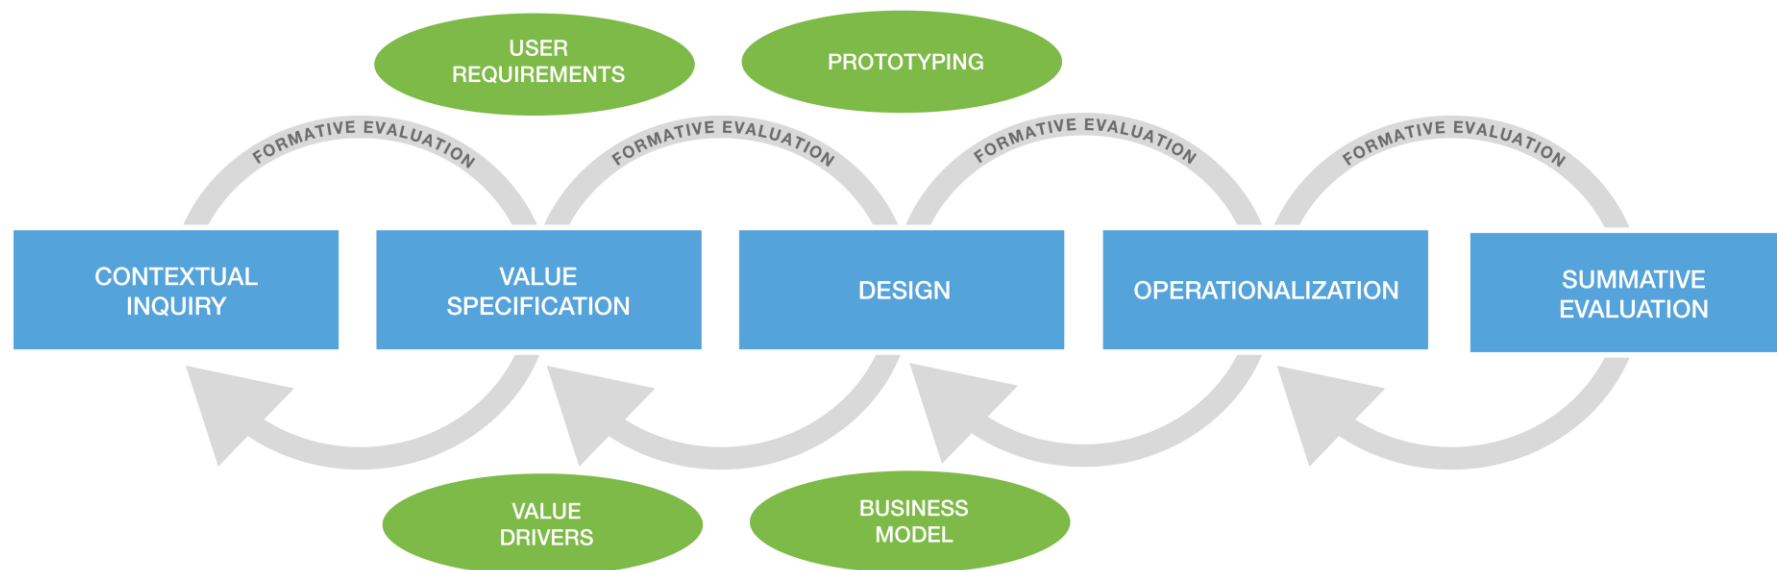 USER
REQUIREMENTS
PROTOTYPING
FORMATIVE EVALUATION
FORMATIVE EVALUATION
FORMATIVE EVALUATION
FORMATIVE EVALUATION
CONTEXTUAL
INQUIRY
VALUE
SPECIFICATION
DESIGN
OPERATIONALIZATION
SUMMATIVE
EVALUATION
VALUE
DRIVERS
BUSINESS
MODEL